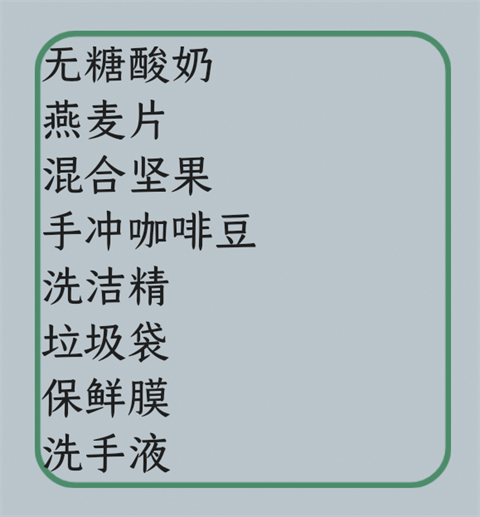 无糖酸奶
燕麦片
混合坚果
手冲咖啡豆
洗洁精
垃圾袋
保鲜膜
洗手液